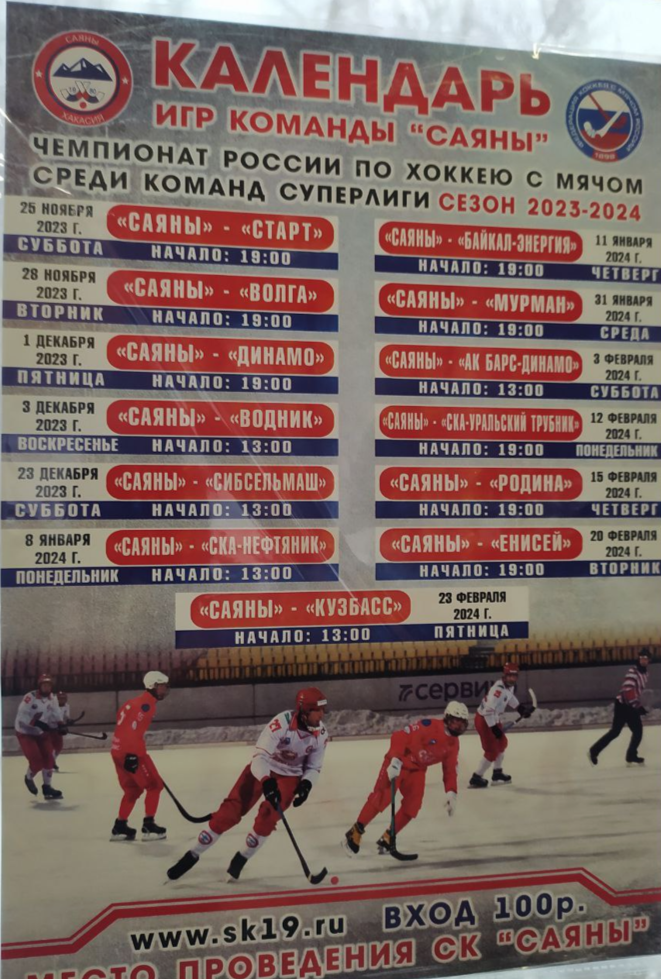 САЯНЫ
ХАКАСИЯ
КАЛЕНДАРЬ
ИГР КОМАНДЫ "САЯНЫ"
ФЕДЕРАЦИЯ ХОККЕЯ С МЯЧОМ РОССИИ
1898
ЧЕМПИОНАТ РОССИИ ПО ХОККЕЮ С МЯЧОМ
СРЕДИ КОМАНД СУПЕРЛИГИ СЕЗОН 2023-2024
25 НОЯБРЯ
2023 Г.
СУББОТА
«САЯНЫ» - «СТАРТ»
НАЧАЛО: 19:00
28 НОЯБРЯ
2023 Г.
ВТОРНИК
«САЯНЫ» - «ВОЛГА»
НАЧАЛО: 19:00
1 ДЕКАБРЯ
2023 Г.
ПЯТНИЦА
«САЯНЫ» - «ДИНАМО»
НАЧАЛО: 19:00
3 ДЕКАБРЯ
2023 Г.
ВОСКРЕСЕНЬЕ
«САЯНЫ» - «ВОДНИК»
НАЧАЛО: 13:00
23 ДЕКАБРЯ
2023 Г.
СУББОТА
«САЯНЫ» - «СИБСЕЛЬМАШ»
НАЧАЛО: 13:00
8 ЯНВАРЯ
2024 Г.
ПОНЕДЕЛЬНИК
«САЯНЫ» - «СКА-НЕФТЯНИК»
НАЧАЛО: 13:00
«САЯНЫ» - «БАЙКАЛ-ЭНЕРГИЯ»
НАЧАЛО: 19:00
11 ЯНВАРЯ
2024 Г.
ЧЕТВЕРГ
«САЯНЫ» - «МУРМАН»
НАЧАЛО: 19:00
31 ЯНВАРЯ
2024 Г.
СРЕДА
«САЯНЫ» - «АК БАРС-ДИНАМО»
НАЧАЛО: 13:00
3 ФЕВРАЛЯ
2024 Г.
СУББОТА
«САЯНЫ» - «СКА-УРАЛЬСКИЙ ТРУБНИК»
НАЧАЛО: 19:00
12 ФЕВРАЛЯ
2024 Г.
ПОНЕДЕЛЬНИК
«САЯНЫ» - «РОДИНА»
НАЧАЛО: 19:00
15 ФЕВРАЛЯ
2024 Г.
ЧЕТВЕРГ
«САЯНЫ» - «ЕНИСЕЙ»
НАЧАЛО: 19:00
20 ФЕВРАЛЯ
2024 Г.
ВТОРНИК
«САЯНЫ» - «КУЗБАСС»
НАЧАЛО: 13:00
23 ФЕВРАЛЯ
2024 Г.
ПЯТНИЦА
сервис
www.sk19.ru ВХОД 100р.
МЕСТО ПРОВЕДЕНИЯ СК "САЯНЫ"